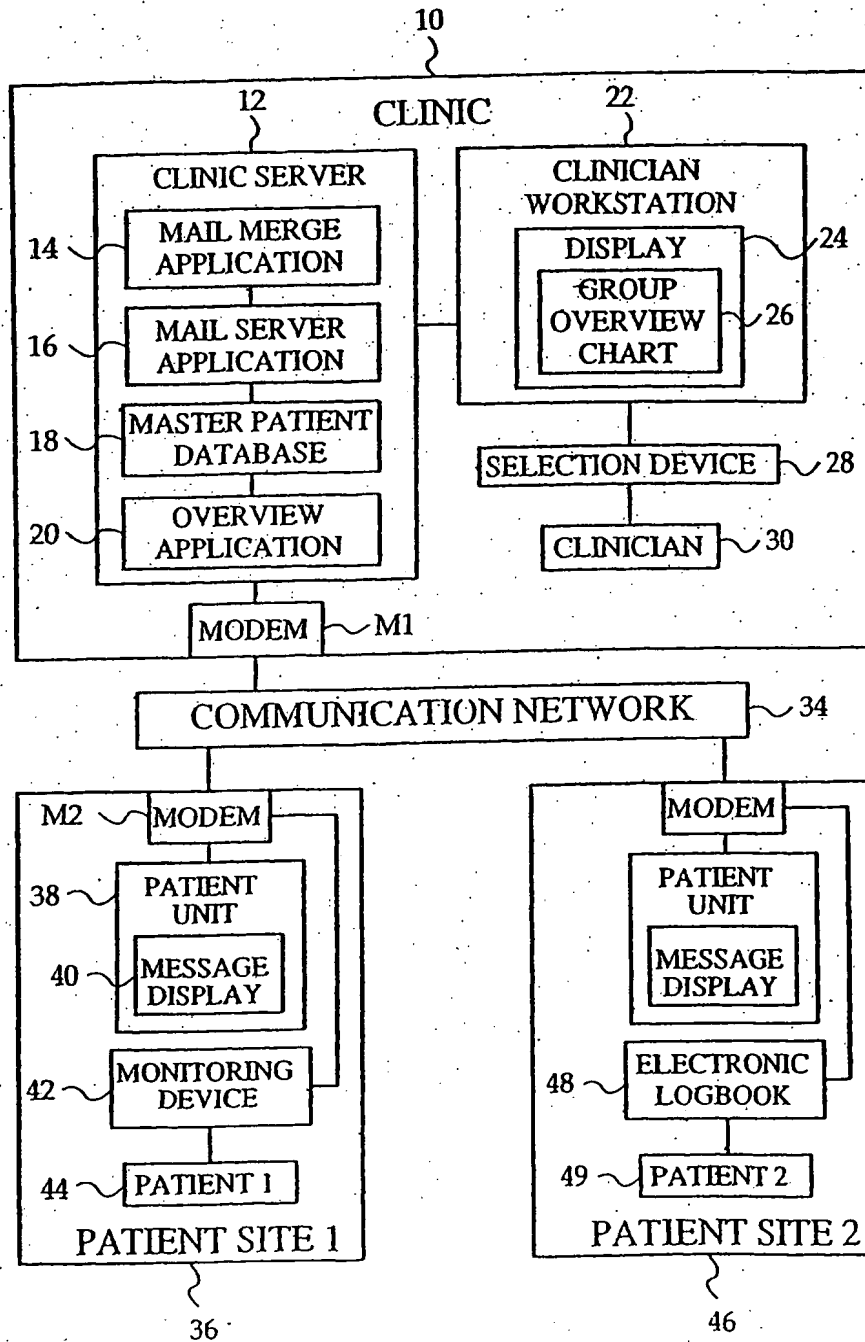 10
12
CLINIC
22
CLINIC SERVER
CLINICIAN
WORKSTATION
14
MAIL MERGE
APPLICATION
DISPLAY
24
GROUP
OVERVIEW
CHART
26
16
MAIL SERVER
APPLICATION
18
MASTER PATIENT
DATABASE
SELECTION DEVICE
28
20
OVERVIEW
APPLICATION
CLINICIAN
30
MODEM
M1
COMMUNICATION NETWORK
34
M2
MODEM
38
PATIENT
UNIT
40
MESSAGE
DISPLAY
42
MONITORING
DEVICE
44
PATIENT 1
PATIENT SITE 1
36
MODEM
PATIENT
UNIT
MESSAGE
DISPLAY
48
ELECTRONIC
LOGBOOK
49
PATIENT 2
PATIENT SITE 2
46